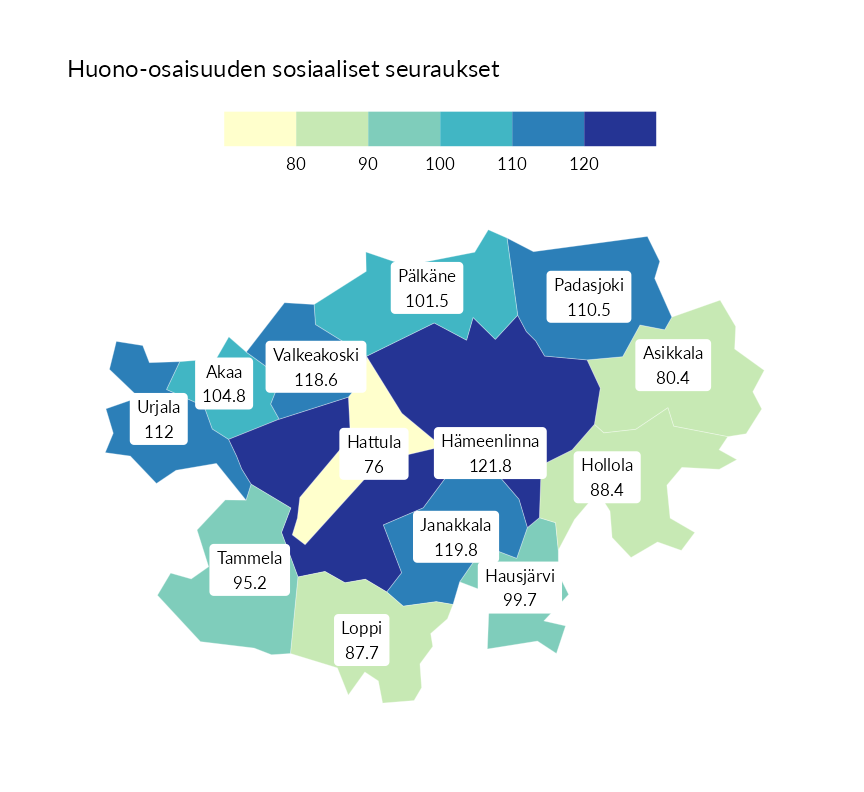 Huono-osaisuuden sosiaaliset seuraukset
80 90 100 110 120
Pälkäne
101.5
Padasjoki
110.5
Valkeakoski
118.6
Asikkala
80.4
Akaa
104.8
Urjala
112
Hattula
76
Hämeenlinna
121.8
Hollola
88.4
Janakkala
119.8
Tammela
95.2
Hausjärvi
99.7
Loppi
87.7